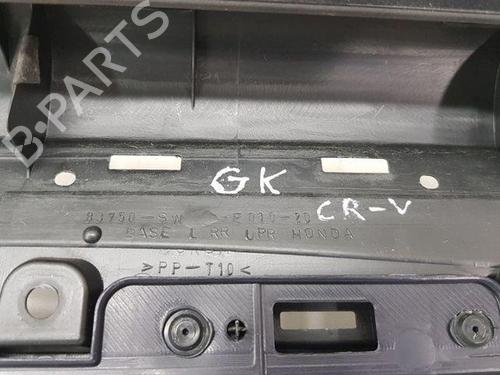 B-Parts
GK
CR-V
BASE L RR UPR HONDA
>PP-T10<